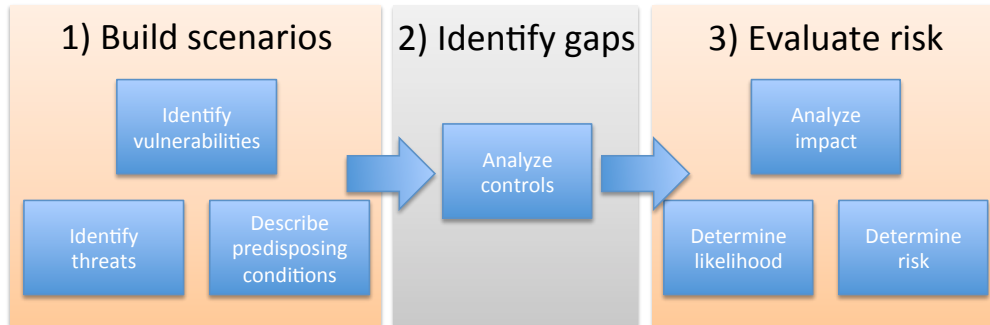 1) Build scenarios
Identify
vulnerabilities
Identify
threats
Describe
predisposing
conditions
2) Identify gaps
Analyze
controls
3) Evaluate risk
Analyze
impact
Determine
likelihood
Determine
risk